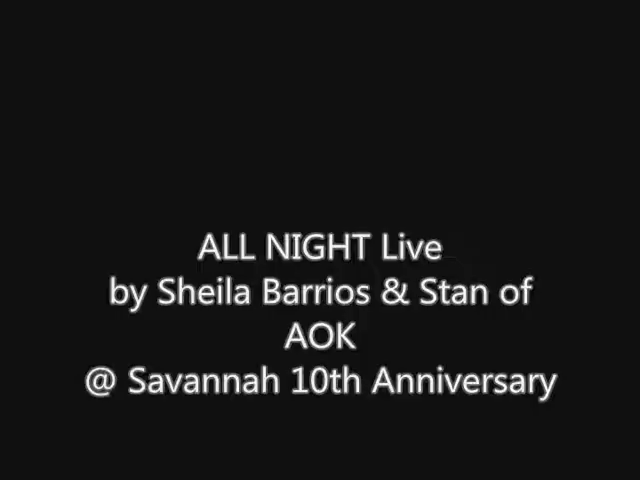 ALL NIGHT Live
by Sheila Barrios & Stan of
AOK
@ Savannah 10th Anniversary